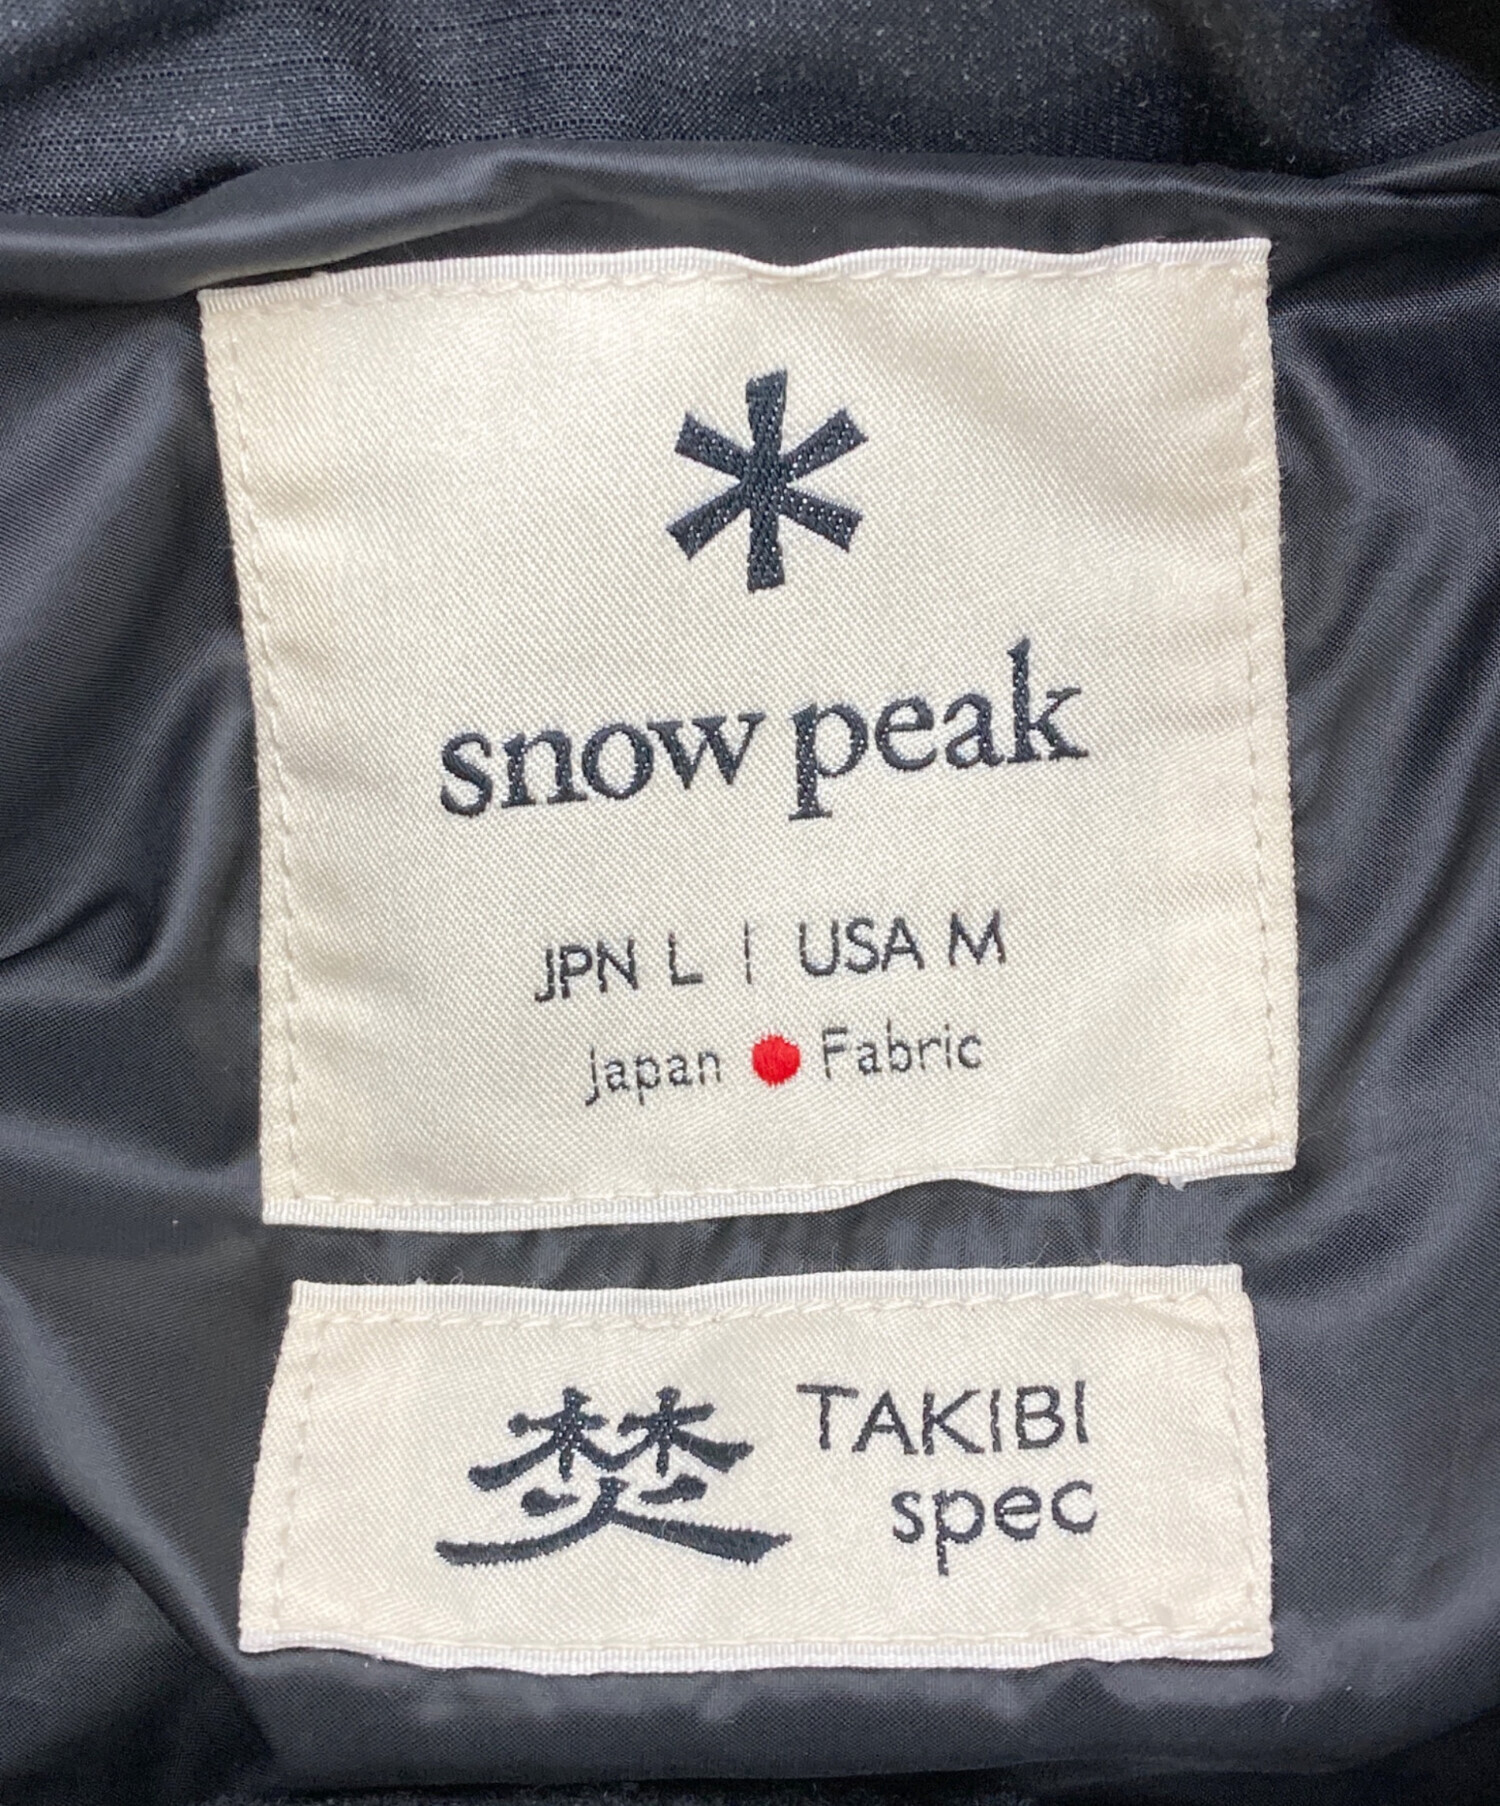 snow peak
JPN L | USA M
Japan Fabric
焚 TAKIBI
spec